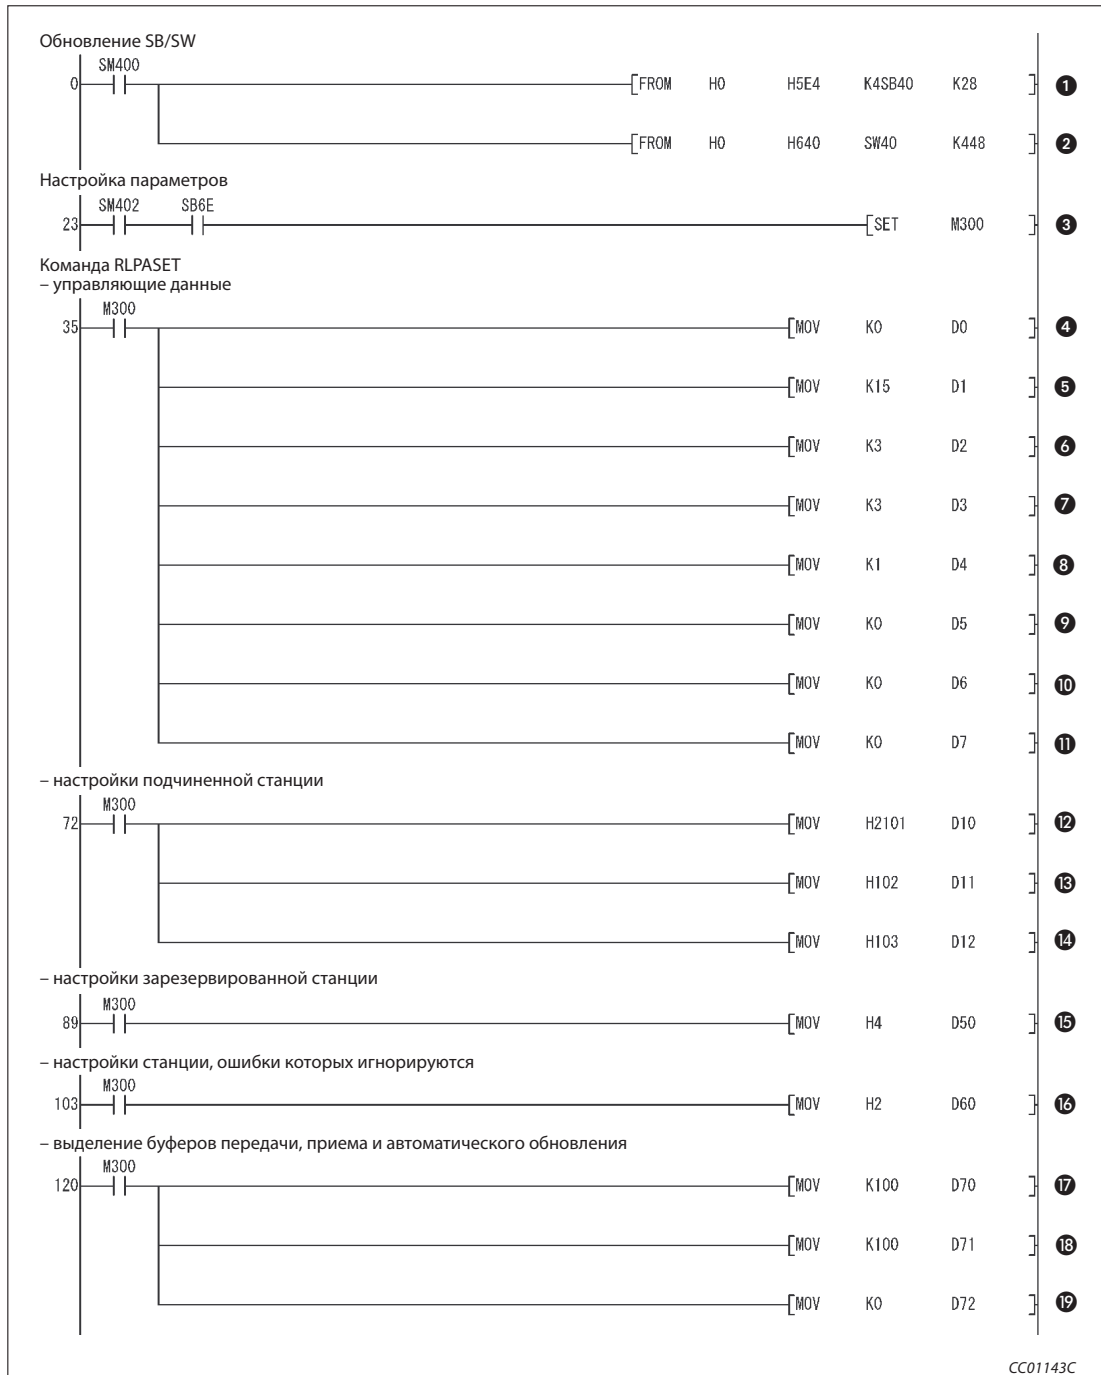 Обновление SB/SW
SM400
0 [FROM H0 H5E4 K4SB40 K28 ] 1
[FROM H0 H640 SW40 K448 ] 2
Настройка параметров
SM402 SB6E
23 [SET M300 ] 3
Команда RLPASET
– управляющие данные
M300
35 [MOV K0 D0 ] 4
[MOV K15 D1 ] 5
[MOV K3 D2 ] 6
[MOV K3 D3 ] 7
[MOV K1 D4 ] 8
[MOV K0 D5 ] 9
[MOV K0 D6 ] 10
[MOV K0 D7 ] 11
– настройки подчиненной станции
M300
72 [MOV H2101 D10 ] 12
[MOV H102 D11 ] 13
[MOV H103 D12 ] 14
– настройки зарезервированной станции
M300
89 [MOV H4 D50 ] 15
– настройки станции, ошибки которых игнорируются
M300
103 [MOV H2 D60 ] 16
– выделение буферов передачи, приема и автоматического обновления
M300
120 [MOV K100 D70 ] 17
[MOV K100 D71 ] 18
[MOV K0 D72 ] 19
CC01143C